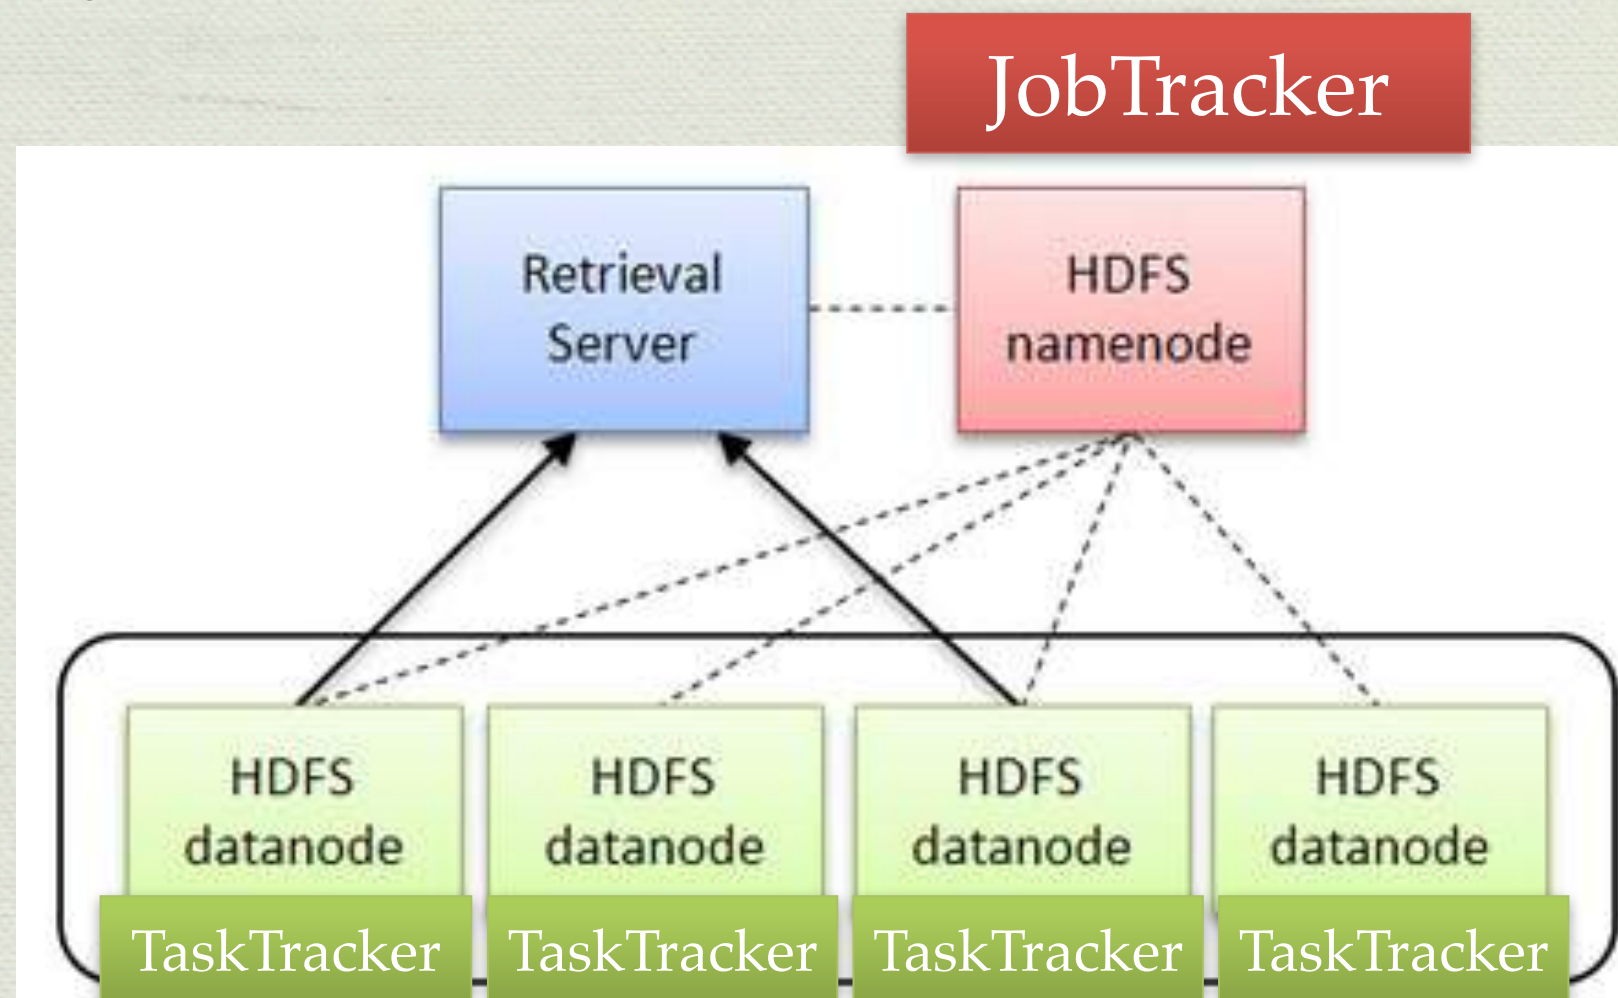 JobTracker
Retrieval
Server
HDFS
namenode
HDFS
datanode
HDFS
datanode
HDFS
datanode
HDFS
datanode
TaskTracker
TaskTracker
TaskTracker
TaskTracker